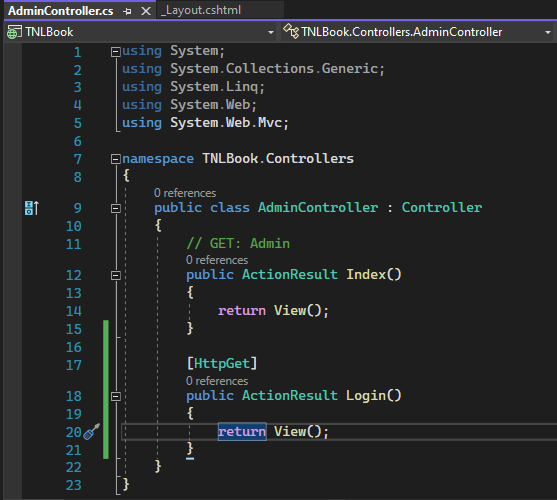 AdminController.cs
_Layout.cshtml
TNLBook
TNLBook.Controllers.AdminController
1 using System;
2 using System.Collections.Generic;
3 using System.Linq;
4 using System.Web;
5 using System.Web.Mvc;
6
7 namespace TNLBook.Controllers
8 {
0 references
9 public class AdminController : Controller
10 {
11 // GET: Admin
0 references
12 public ActionResult Index()
13 {
14 return View();
15 }
16
17 [HttpGet]
0 references
18 public ActionResult Login()
19 {
20 return View();
21 }
22 }
23 }